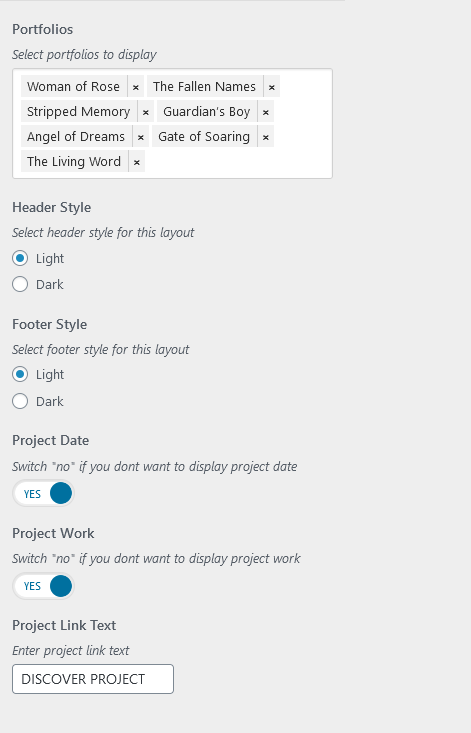 Portfolios
Select portfolios to display
Woman of Rose × The Fallen Names ×
Stripped Memory × Guardian's Boy ×
Angel of Dreams × Gate of Soaring ×
The Living Word ×
Header Style
Select header style for this layout
Light
Dark
Footer Style
Select footer style for this layout
Light
Dark
Project Date
Switch "no" if you dont want to display project date
YES
Project Work
Switch "no" if you dont want to display project work
YES
Project Link Text
Enter project link text
DISCOVER PROJECT